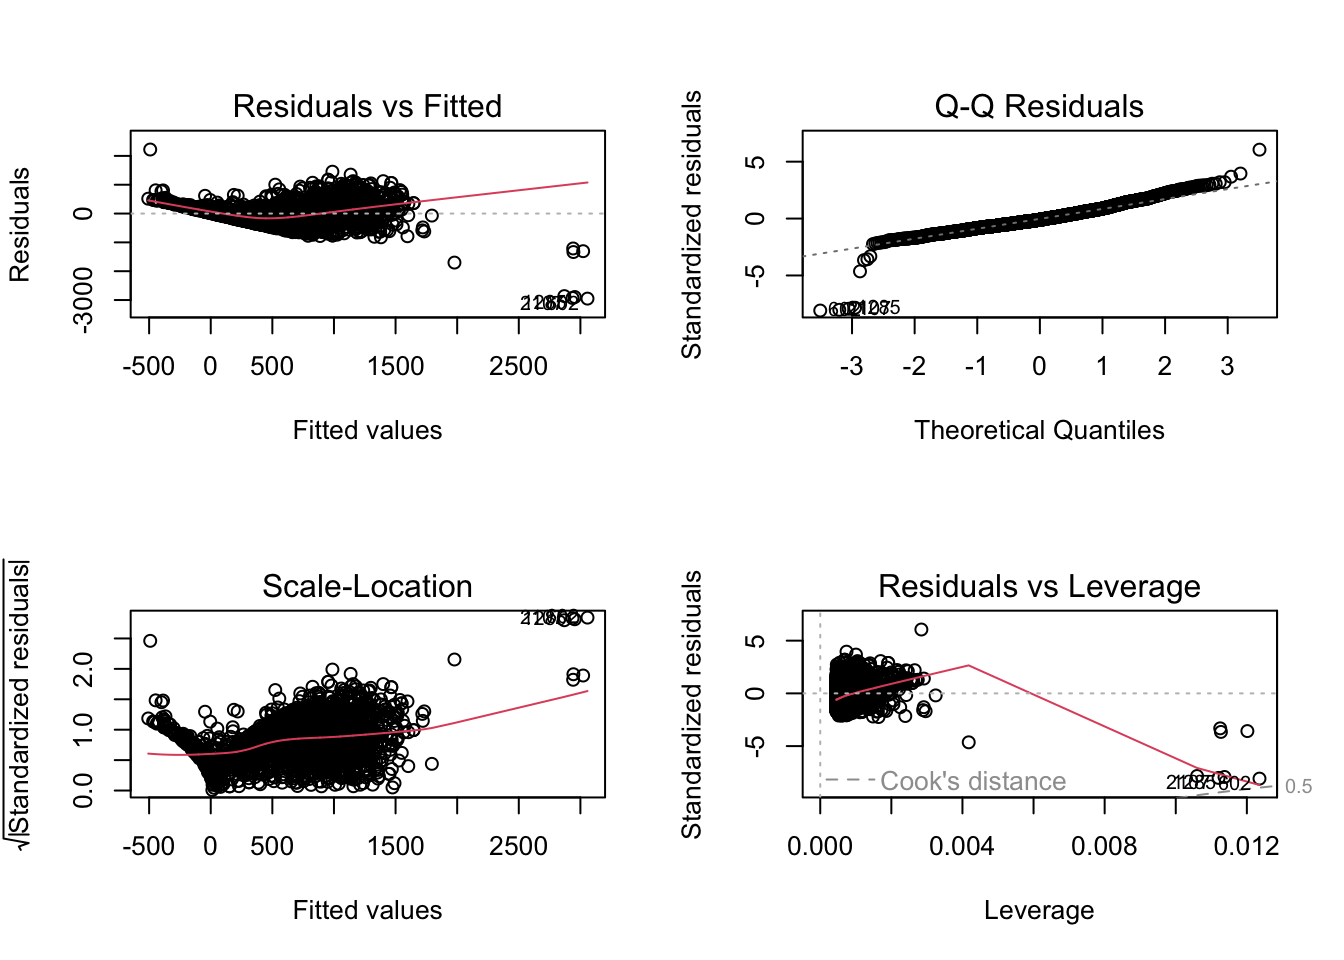 Residuals vs Fitted
Residuals
0
-3000
-500 0 500 1500 2500
Fitted values
Q-Q Residuals
Standardized residuals
5
0
-5
-3 -2 -1 0 1 2 3
Theoretical Quantiles
Scale-Location
√|Standardized residuals|
2.0
1.0
0.0
-500 0 500 1500 2500
Fitted values
Residuals vs Leverage
Standardized residuals
5
0
-5
Cook's distance
0.5
0.000 0.004 0.008 0.012
Leverage